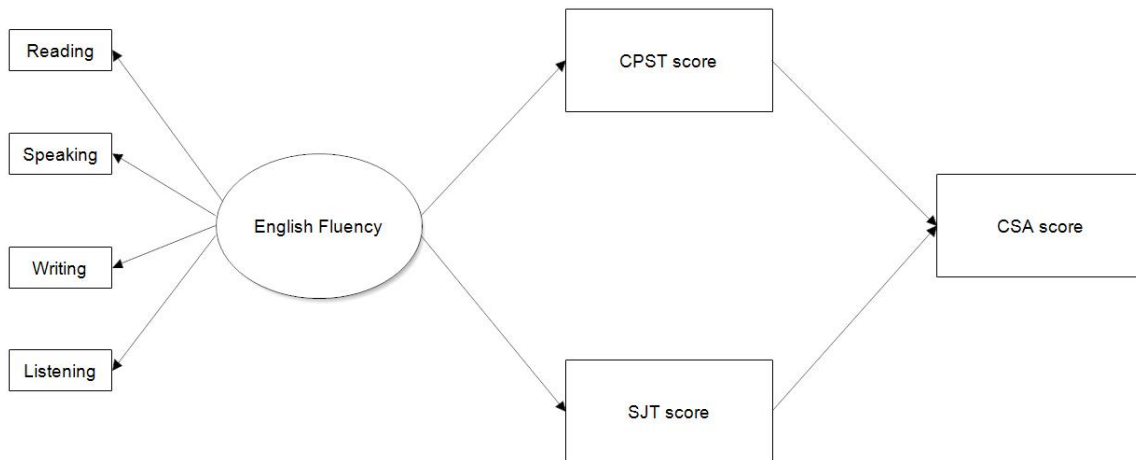 Reading
Speaking
Writing
Listening
English Fluency
CPST score
SJT score
CSA score